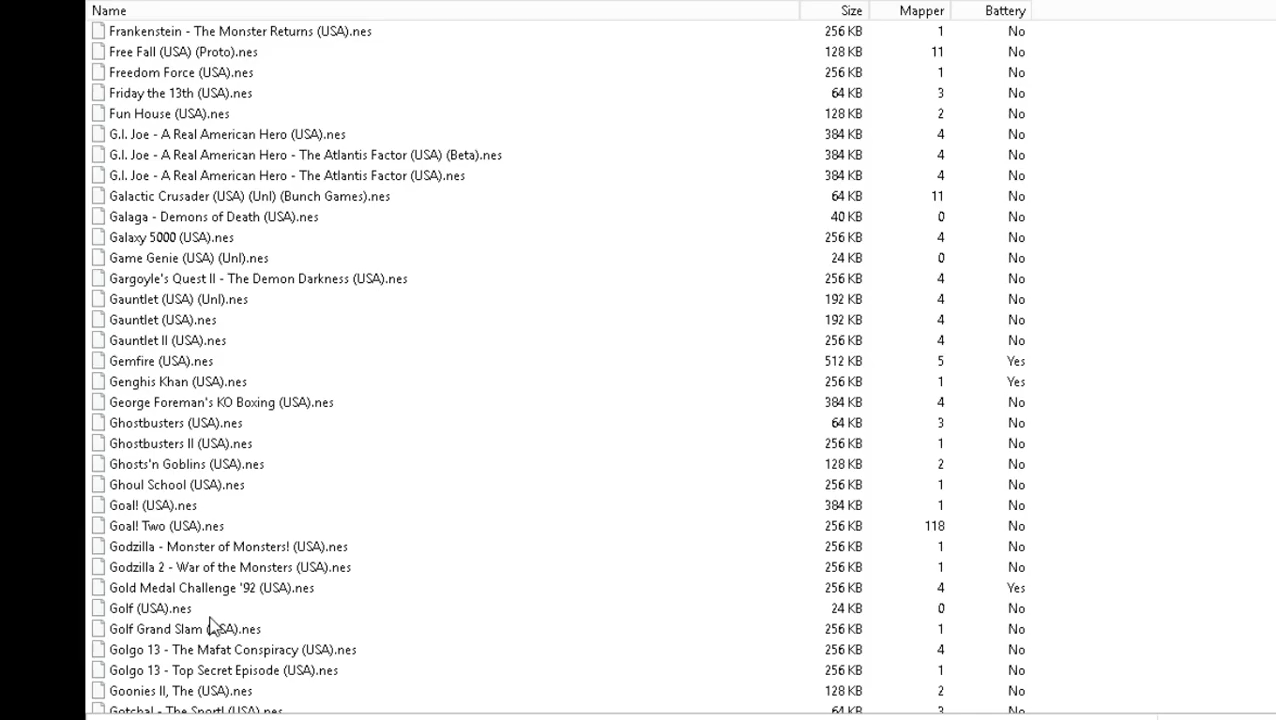 Name Size Mapper Battery
Frankenstein - The Monster Returns (USA).nes 256 KB 1 No
Free Fall (USA) (Proto).nes 128 KB 11 No
Freedom Force (USA).nes 256 KB 1 No
Friday the 13th (USA).nes 64 KB 3 No
Fun House (USA).nes 128 KB 2 No
G.I. Joe - A Real American Hero (USA).nes 384 KB 4 No
G.I. Joe - A Real American Hero - The Atlantis Factor (USA) (Beta).nes 384 KB 4 No
G.I. Joe - A Real American Hero - The Atlantis Factor (USA).nes 384 KB 4 No
Galactic Crusader (USA) (Unl) (Bunch Games).nes 64 KB 11 No
Galaga - Demons of Death (USA).nes 40 KB 0 No
Galaxy 5000 (USA).nes 256 KB 4 No
Game Genie (USA) (Unl).nes 24 KB 0 No
Gargoyle's Quest II - The Demon Darkness (USA).nes 256 KB 4 No
Gauntlet (USA) (Unl).nes 192 KB 4 No
Gauntlet (USA).nes 192 KB 4 No
Gauntlet II (USA).nes 256 KB 4 No
Gemfire (USA).nes 512 KB 5 Yes
Genghis Khan (USA).nes 256 KB 1 Yes
George Foreman's KO Boxing (USA).nes 384 KB 4 No
Ghostbusters (USA).nes 64 KB 3 No
Ghostbusters II (USA).nes 256 KB 1 No
Ghosts'n Goblins (USA).nes 128 KB 2 No
Ghoul School (USA).nes 256 KB 1 No
Goal! (USA).nes 384 KB 1 No
Goal! Two (USA).nes 256 KB 118 No
Godzilla - Monster of Monsters! (USA).nes 256 KB 1 No
Godzilla 2 - War of the Monsters (USA).nes 256 KB 1 No
Gold Medal Challenge '92 (USA).nes 256 KB 4 Yes
Golf (USA).nes 24 KB 0 No
Golf Grand Slam (USA).nes 256 KB 1 No
Golgo 13 - The Mafat Conspiracy (USA).nes 256 KB 4 No
Golgo 13 - Top Secret Episode (USA).nes 256 KB 1 No
Goonies II, The (USA).nes 128 KB 2 No
Gotcha! - The Sport! (USA).nes 64 KB 3 No